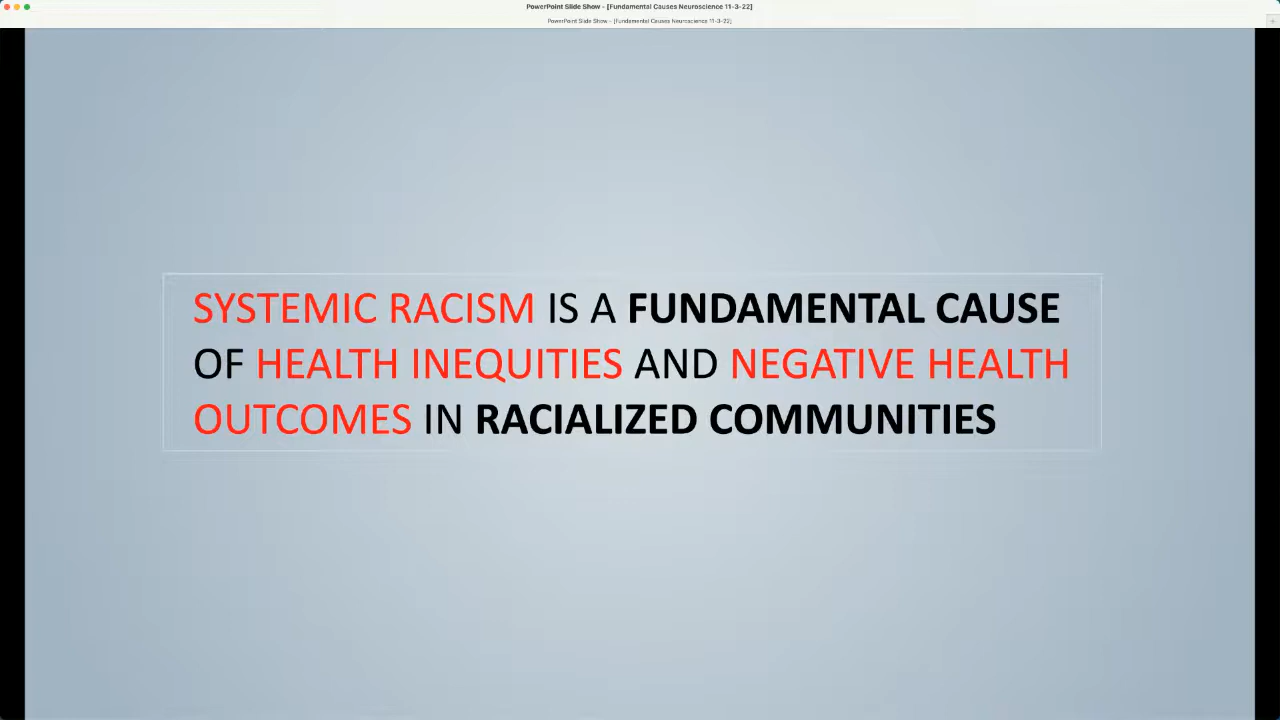 PowerPoint Slide Show - [Fundamental Causes Neuroscience 11-3-22]
PowerPoint Slide Show - [Fundamental Causes Neuroscience 11-3-22]
SYSTEMIC RACISM IS A FUNDAMENTAL CAUSE
OF HEALTH INEQUITIES AND NEGATIVE HEALTH
OUTCOMES IN RACIALIZED COMMUNITIES